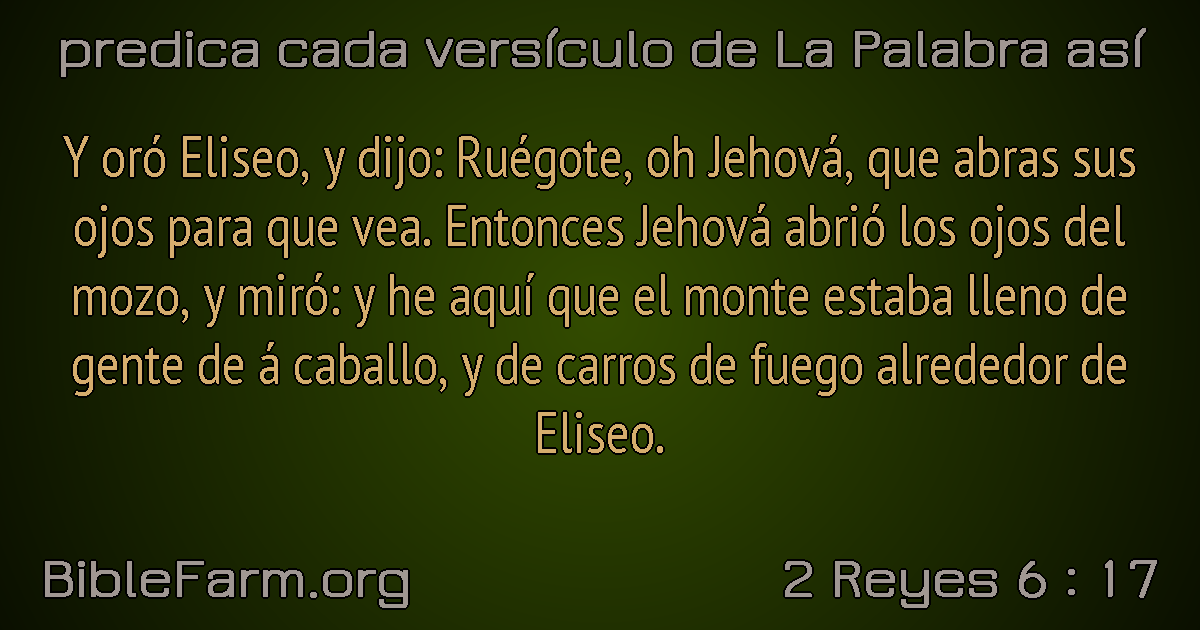 predica cada versículo de La Palabra así
Y oró Eliseo, y dijo: Ruégote, oh Jehová, que abras sus
ojos para que vea. Entonces Jehová abrió los ojos del
mozo, y miró: y he aquí que el monte estaba lleno de
gente de á caballo, y de carros de fuego alrededor de
Eliseo.
BibleFarm.org
2 Reyes 6 : 17